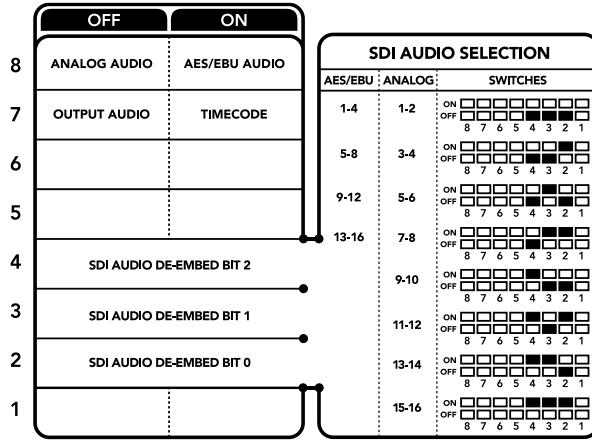 OFF ON
8 ANALOG AUDIO AES/EBU AUDIO
7 OUTPUT AUDIO TIMECODE
6
5
4 SDI AUDIO DE-EMBED BIT 2
3 SDI AUDIO DE-EMBED BIT 1
2 SDI AUDIO DE-EMBED BIT 0
1
SDI AUDIO SELECTION
AES/EBU ANALOG SWITCHES
1-4 1-2 ON
OFF
8 7 6 5 4 3 2 1
5-8 3-4 ON
OFF
8 7 6 5 4 3 2 1
9-12 5-6 ON
OFF
8 7 6 5 4 3 2 1
13-16 7-8 ON
OFF
8 7 6 5 4 3 2 1
9-10 ON
OFF
8 7 6 5 4 3 2 1
11-12 ON
OFF
8 7 6 5 4 3 2 1
13-14 ON
OFF
8 7 6 5 4 3 2 1
15-16 ON
OFF
8 7 6 5 4 3 2 1